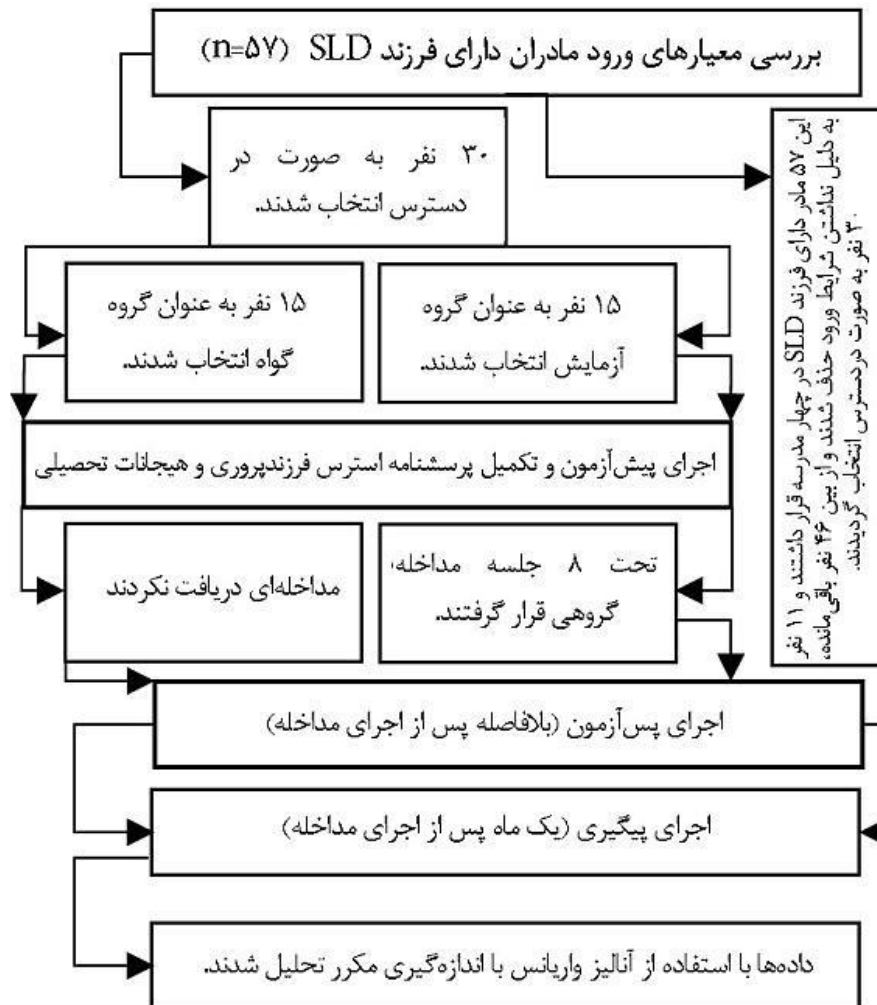 بررسی معیارهای ورود مادران دارای فرزند SLD (n=۵۷)
۳۰ نفر به صورت در
دسترس انتخاب شدند.
این ۵۷ مادر دارای فرزند SLD در چهار مدرسه قرار داشتند و ۱۱ نفر
به دلیل نداشتن شرایط ورود حذف شدند و از بین ۴۶ نفر باقی‌مانده،
۳۰ نفر به صورت دردسترس انتخاب گردیدند.
۱۵ نفر به عنوان گروه
آزمایش انتخاب شدند.
۱۵ نفر به عنوان گروه
گواه انتخاب شدند.
اجرای پیش‌آزمون و تکمیل پرسشنامه استرس فرزندپروری و هیجانات تحصیلی
تحت ۸ جلسه مداخله
گروهی قرار گرفتند.
مداخله‌ای دریافت نکردند
اجرای پس‌آزمون (بلافاصله پس از اجرای مداخله)
اجرای پیگیری (یک ماه پس از اجرای مداخله)
داده‌ها با استفاده از آنالیز واریانس با اندازه‌گیری مکرر تحلیل شدند.